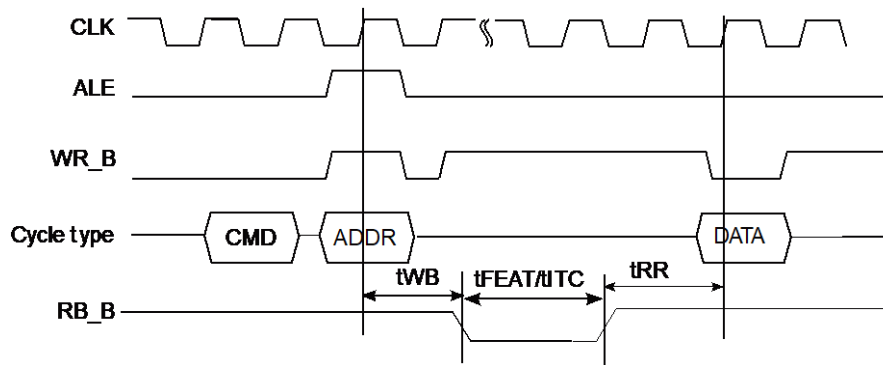 CLK
ALE
WR_B
Cycle type CMD ADDR DATA
tWB tFEAT/tITC tRR
RB_B